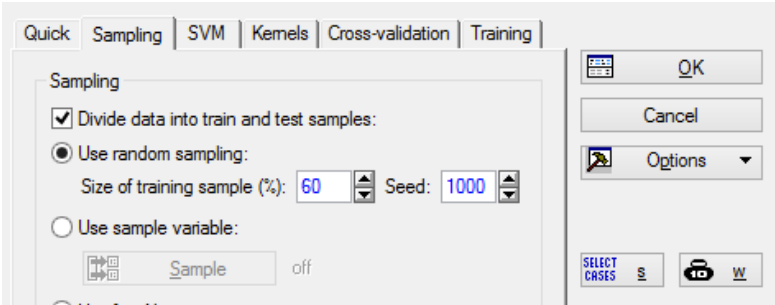 Quick Sampling SVM Kernels Cross-validation Training
Sampling
Divide data into train and test samples:
Use random sampling:
Size of training sample (%): 60 Seed: 1000
Use sample variable:
Sample off
OK
Cancel
Options
SELECT CASES S
W